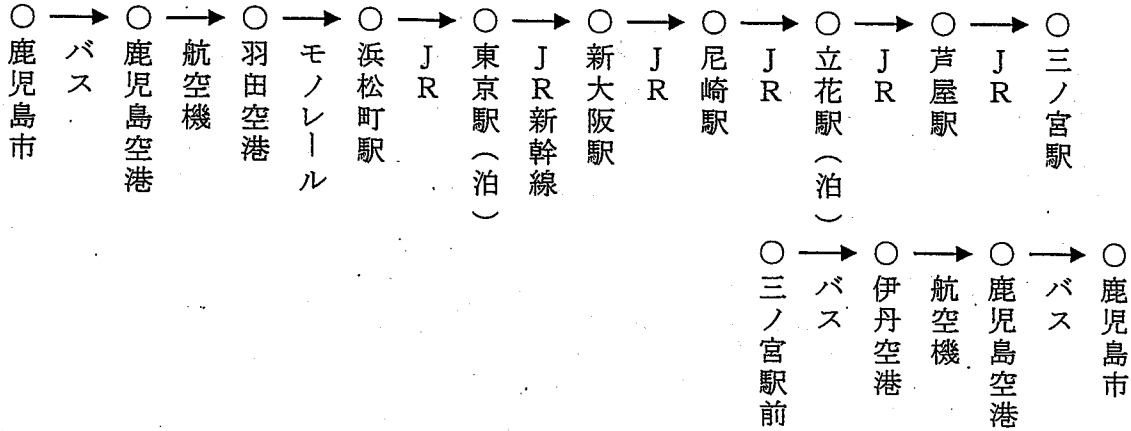 ○→○→○→○→○→○→○→○→○→○
鹿児島市
バス
鹿児島空港
航空機
羽田空港
モノレール
浜松町駅
JR
東京駅(泊)
JR新幹線
新大阪駅
JR
尼崎駅
JR
立花駅(泊)
JR
芦屋駅
JR
三ノ宮駅
○→○→○→○
三ノ宮駅前
バス
伊丹空港
航空機
鹿児島空港
バス
鹿児島市